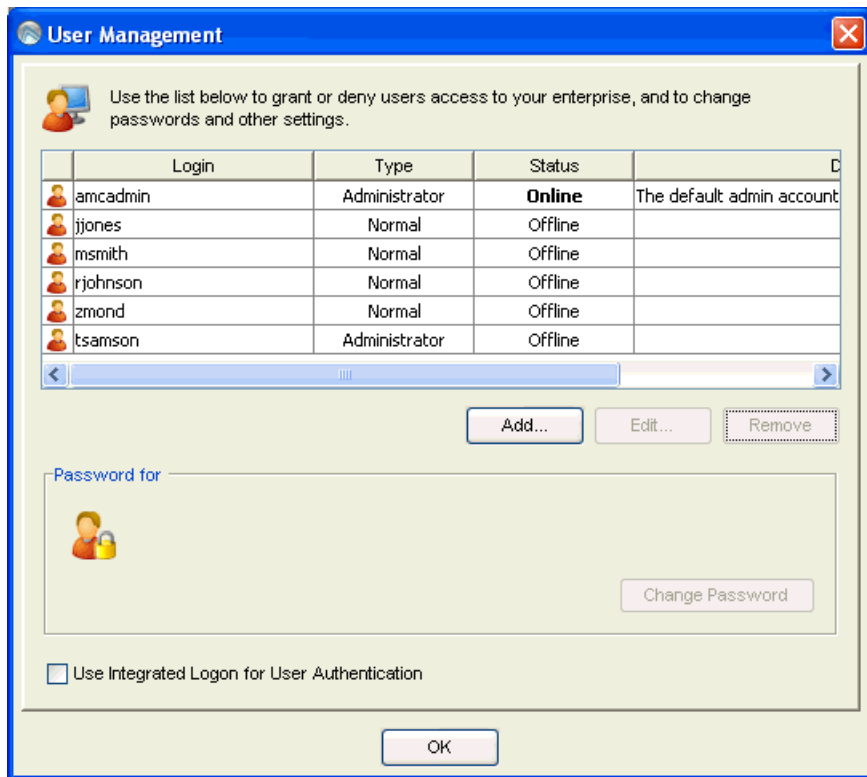 User Management
Use the list below to grant or deny users access to your enterprise, and to change
passwords and other settings.
Login Type Status D
amcadmin Administrator Online The default admin account
jjones Normal Offline
msmith Normal Offline
rjohnson Normal Offline
zmond Normal Offline
tsamson Administrator Offline
Add... Edit... Remove
Password for
Change Password
Use Integrated Logon for User Authentication
OK